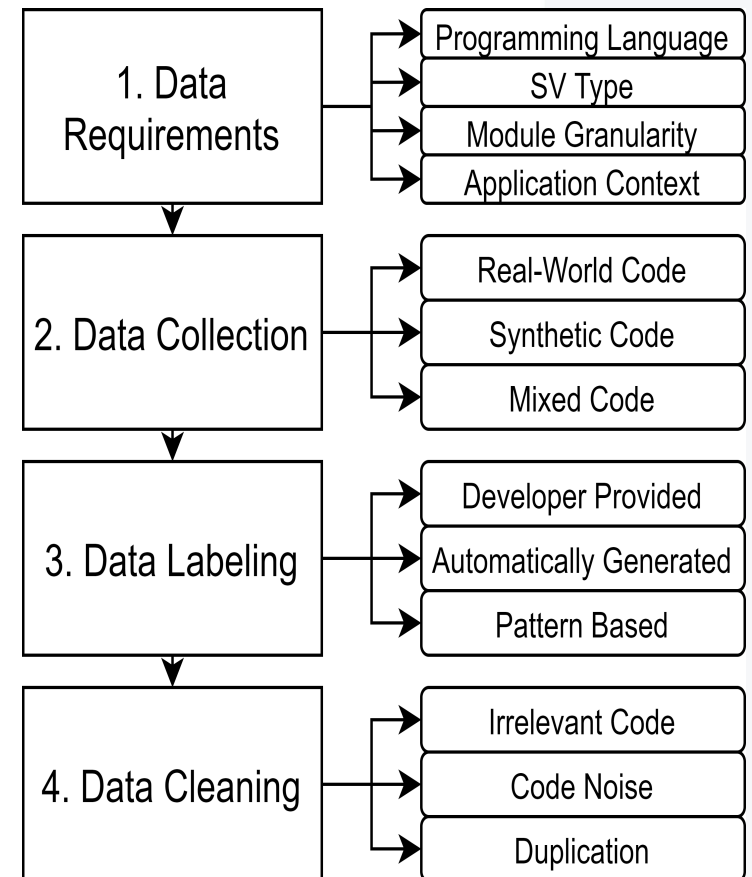 1. Data
Requirements
Programming Language
SV Type
Module Granularity
Application Context
2. Data Collection
Real-World Code
Synthetic Code
Mixed Code
3. Data Labeling
Developer Provided
Automatically Generated
Pattern Based
4. Data Cleaning
Irrelevant Code
Code Noise
Duplication